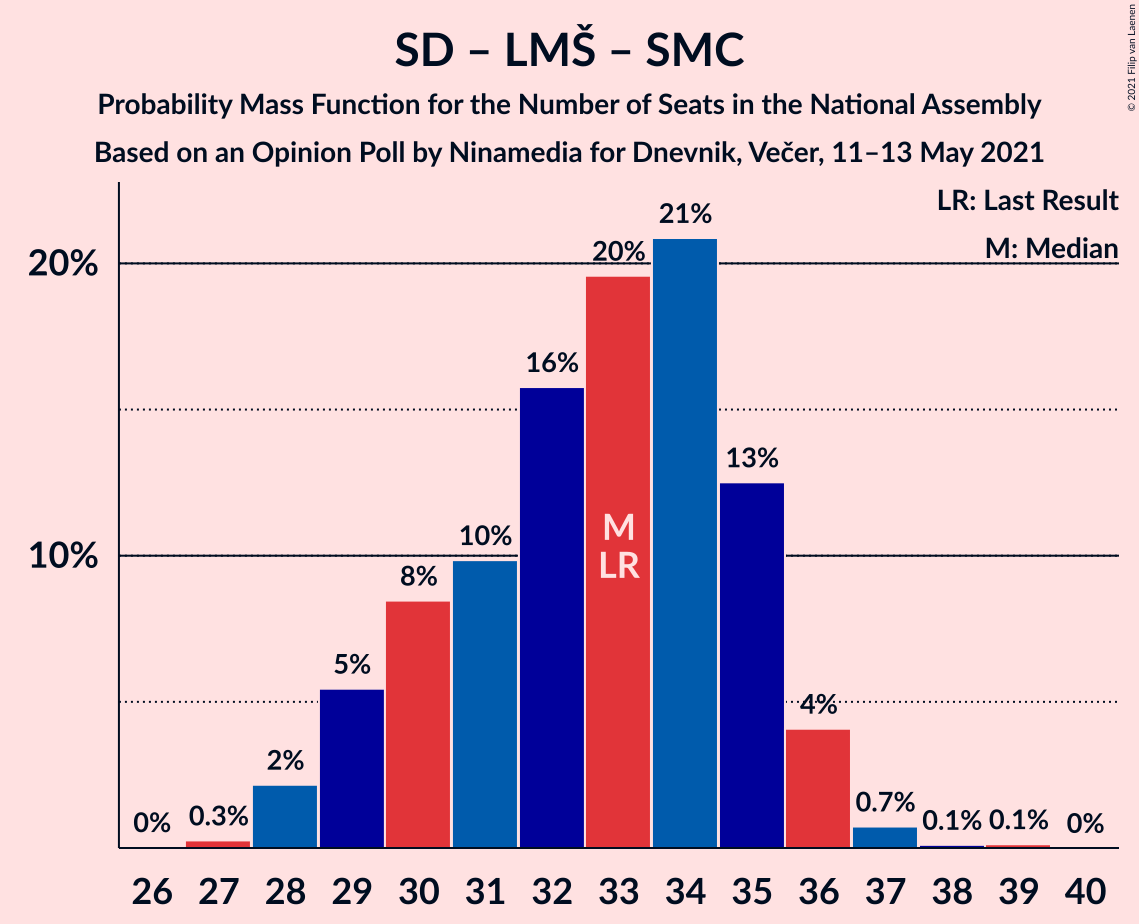 SD – LMŠ – SMC
Probability Mass Function for the Number of Seats in the National Assembly
Based on an Opinion Poll by Ninamedia for Dnevnik, Večer, 11–13 May 2021
© 2021 Filip van Laenen
LR: Last Result
M: Median
20%
10%
0%
0.3%
2%
5%
8%
10%
16%
20%
21%
13%
4%
0.7%
0.1%
0.1%
0%
M
LR
26 27 28 29 30 31 32 33 34 35 36 37 38 39 40